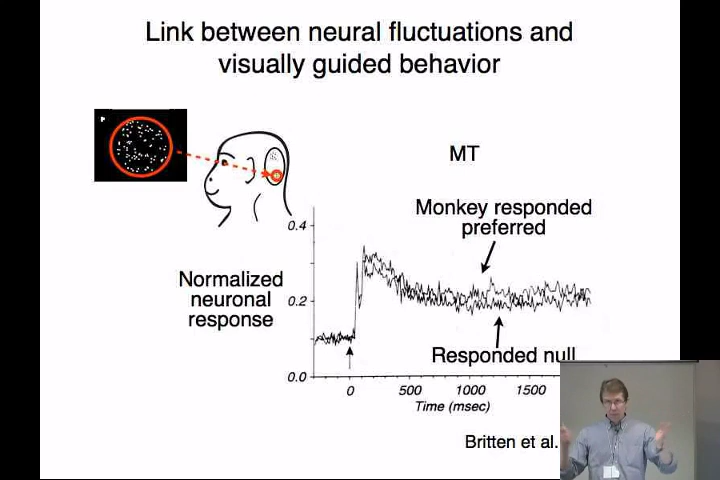 Link between neural fluctuations and
visually guided behavior
MT
Monkey responded
preferred
0.4
Normalized
neuronal
response
0.2
Responded null
0.0
0
500
1000
1500
Time (msec)
Britten et al.